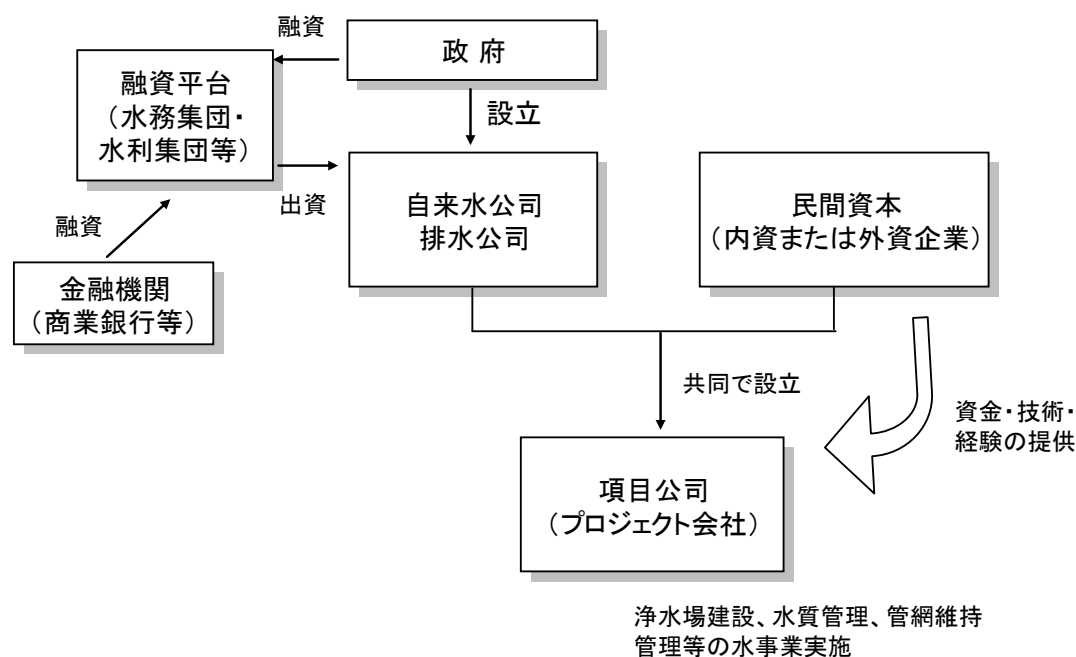 融資
政 府
融資平台
（水務集団・
水利集団等）
設立
出資
自来水公司
排水公司
民間資本
（内資または外資企業）
融資
金融機関
（商業銀行等）
共同で設立
資金・技術・
経験の提供
項目公司
（プロジェクト会社）
浄水場建設、水質管理、管網維持
管理等の水事業実施